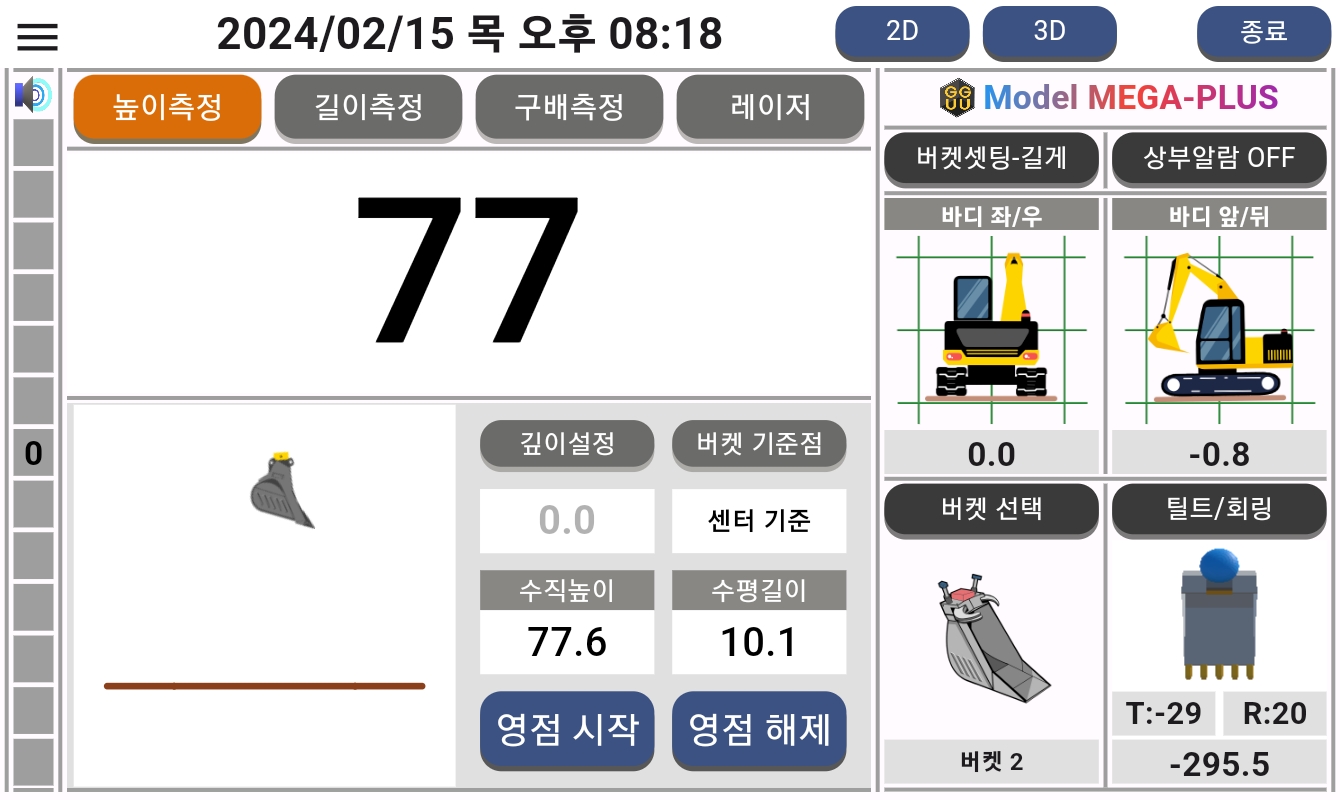 2024/02/15 목 오후 08:18
2D
3D
종료
높이측정
길이측정
구배측정
레이저
GG
UU
Model MEGA-PLUS
버켓셋팅-길게
상부알람 OFF
77
바디 좌/우
바디 앞/뒤
0.0
-0.8
0
깊이설정
버켓 기준점
0.0
센터 기준
수직높이
수평길이
77.6
10.1
영점 시작
영점 해제
버켓 선택
틸트/회링
버켓 2
T:-29
R:20
-295.5